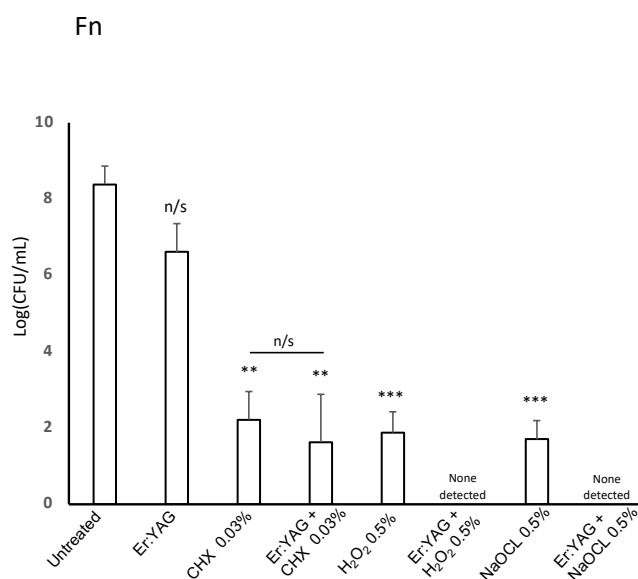 Fn
10
8
6
4
2
0
Log(CFU/mL)
n/s
n/s
**
**
***
None
detected
***
None
detected
Untreated
Er:YAG
CHX 0.03%
Er:YAG +
CHX 0.03%
H₂O₂ 0.5%
Er:YAG +
H₂O₂ 0.5%
NaOCL 0.5%
Er:YAG +
NaOCL 0.5%